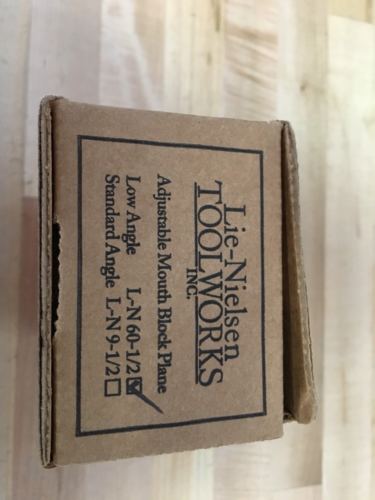 Lie-Nielsen
TOOLWORKS
INC.
Adjustable Mouth Block Plane
Low Angle L-N 60-1/2
Standard Angle L-N 9-1/2